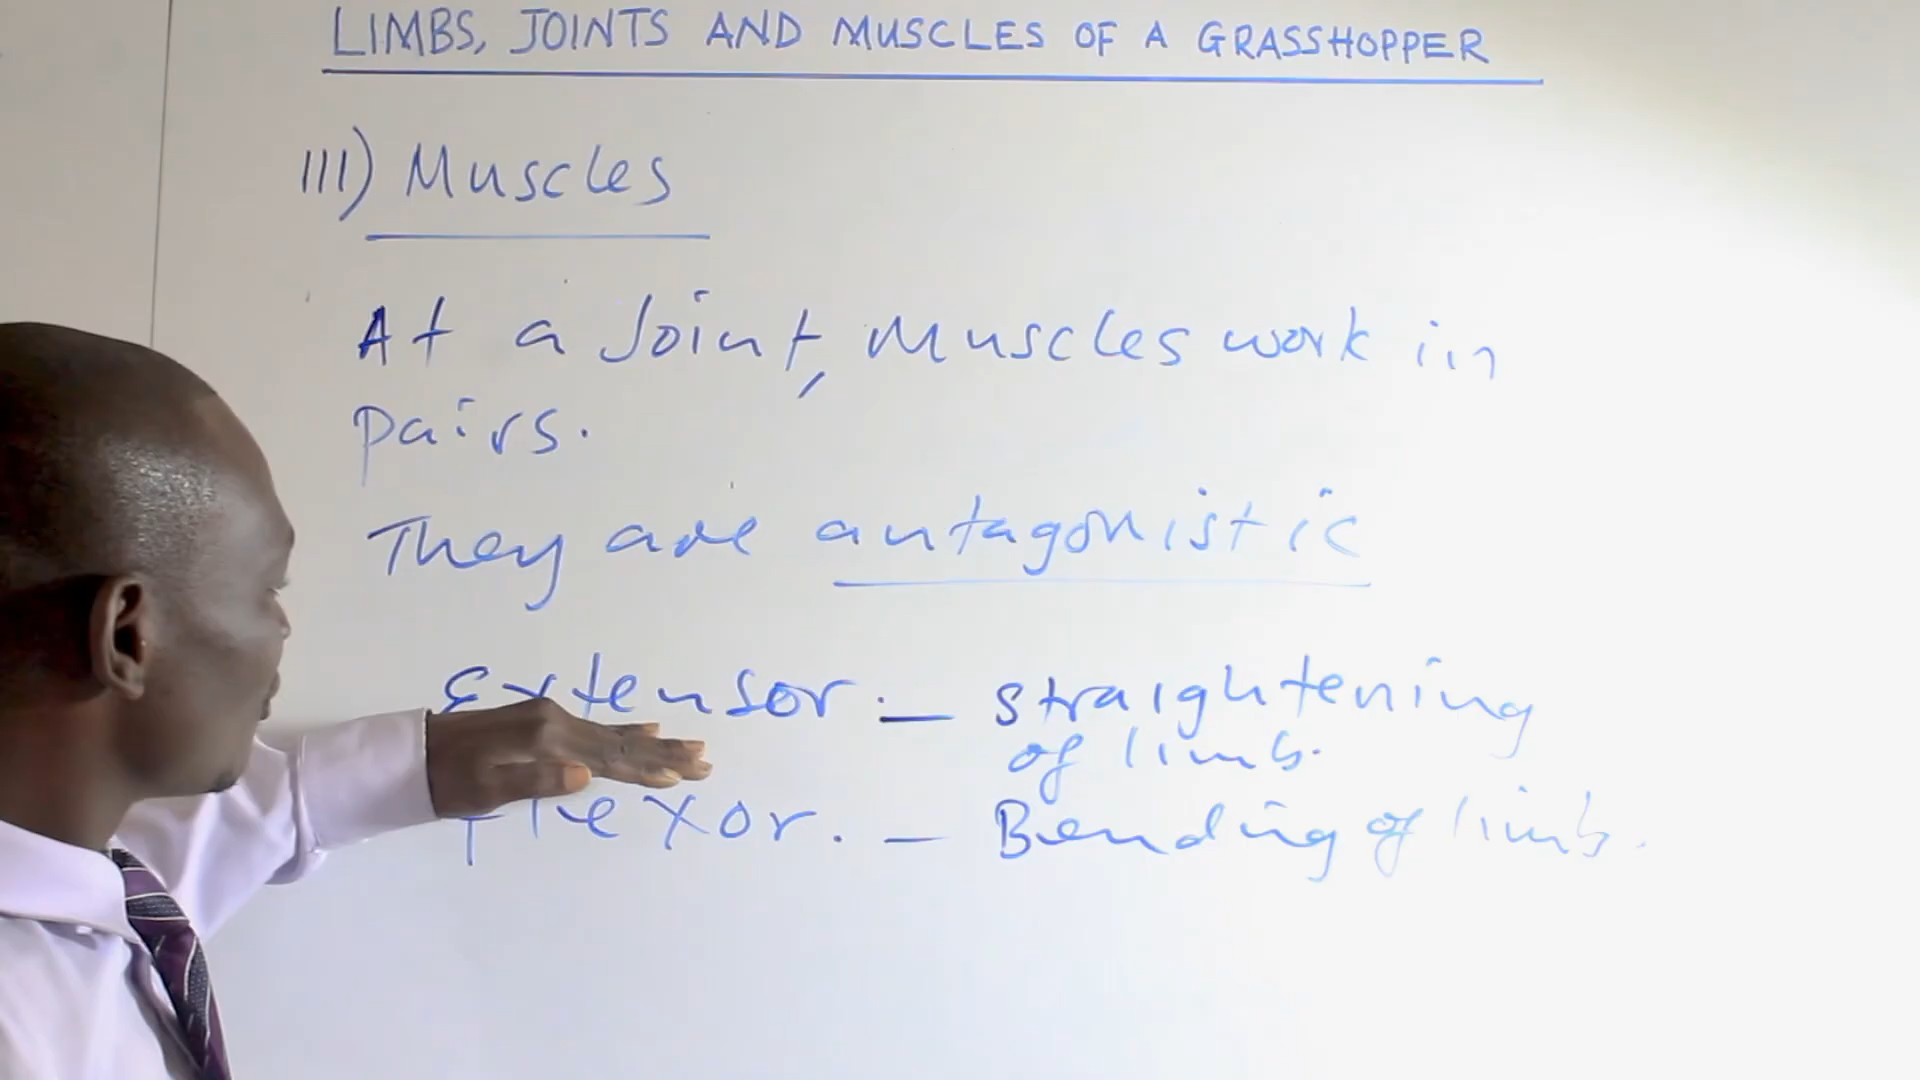 LIMBS, JOINTS AND MUSCLES OF A GRASSHOPPER
III) Muscles
At a Joint, Muscles work in
pairs.
They are antagonistic
Extensor. — straightening
of limb.
Flexor. — Bending of limb.